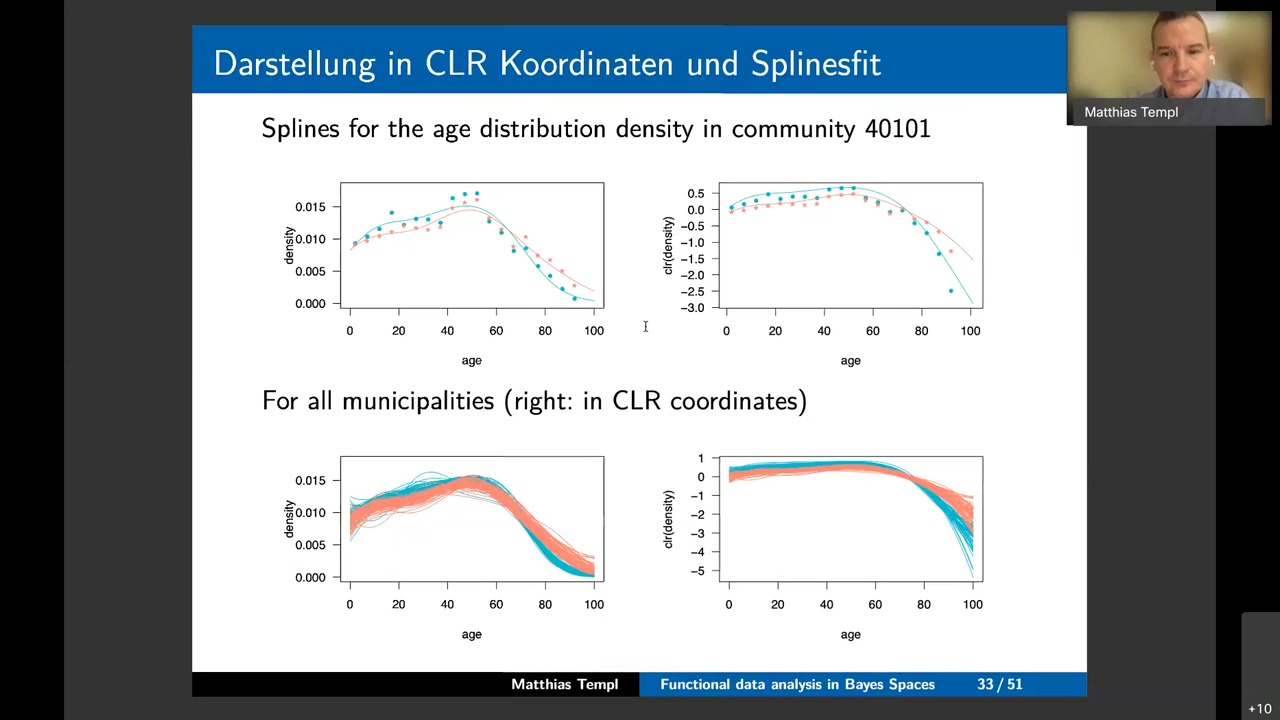 Darstellung in CLR Koordinaten und Splinesfit
Matthias Templ
Splines for the age distribution density in community 40101
0.015
0.010
0.005
0.000
density
0 20 40 60 80 100
age
0.5
0.0
−0.5
−1.0
−1.5
−2.0
−2.5
−3.0
clr(density)
0 20 40 60 80 100
age
For all municipalities (right: in CLR coordinates)
0.015
0.010
0.005
0.000
density
0 20 40 60 80 100
age
1
0
−1
−2
−3
−4
−5
clr(density)
0 20 40 60 80 100
age
Matthias Templ Functional data analysis in Bayes Spaces 33 / 51
+10